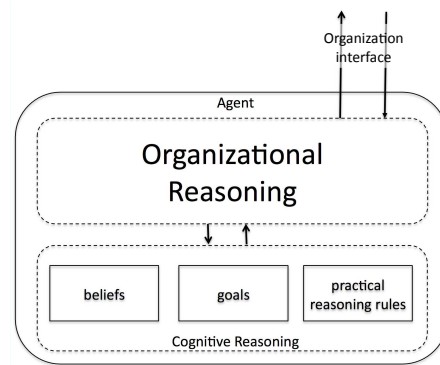 Organization
interface
Agent
Organizational
Reasoning
beliefs
goals
practical
reasoning rules
Cognitive Reasoning